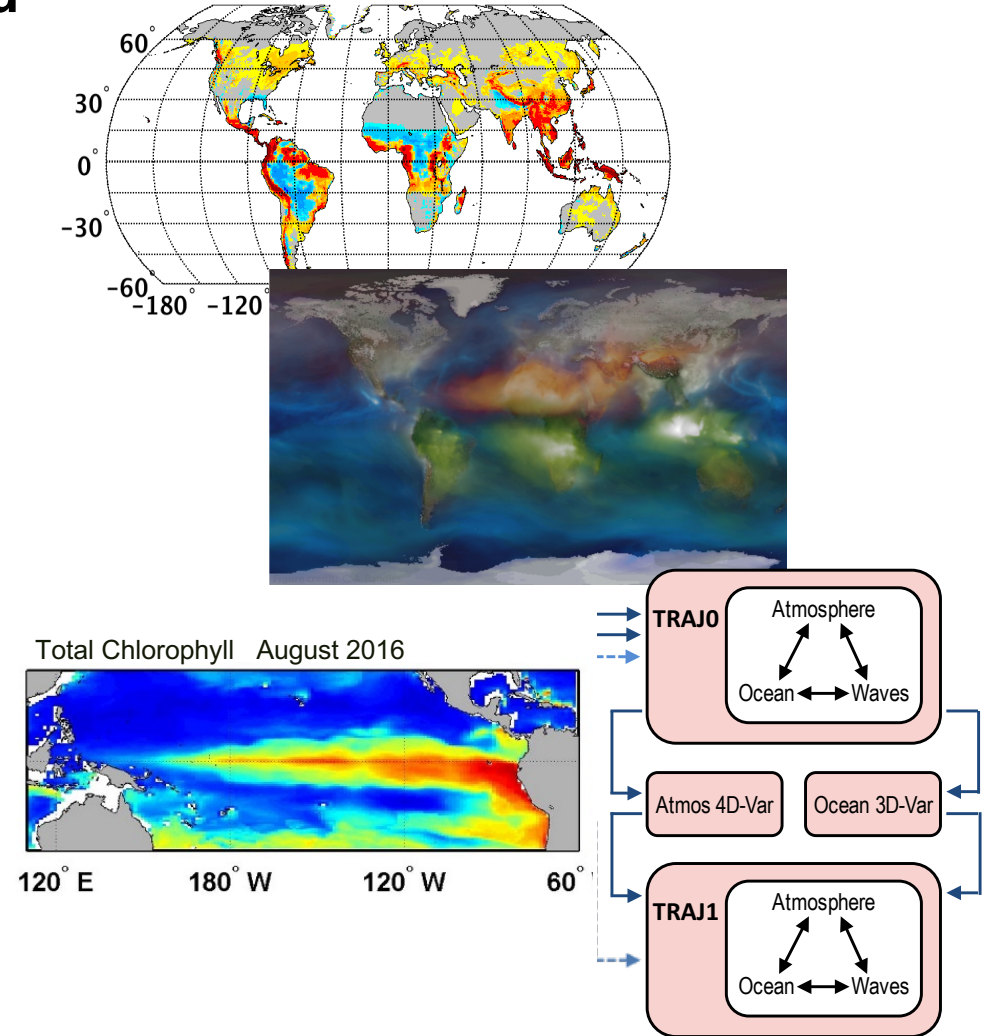 60°
30°
0°
-30°
-60°
-180° -120°
Total Chlorophyll August 2016
120° E 180° W 120° W 60°
TRAJ0
Atmosphere
Ocean Waves
Atmos 4D-Var Ocean 3D-Var
TRAJ1
Atmosphere
Ocean Waves